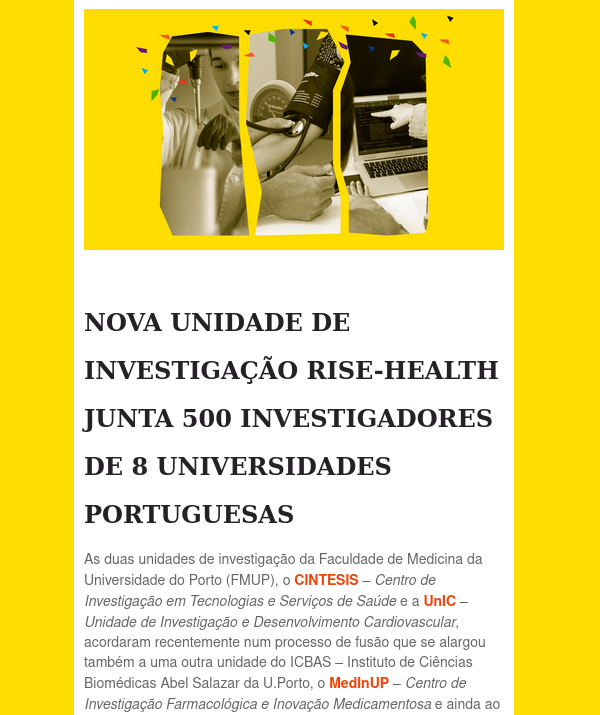 NOVA UNIDADE DE
INVESTIGAÇÃO RISE-HEALTH
JUNTA 500 INVESTIGADORES
DE 8 UNIVERSIDADES
PORTUGUESAS
As duas unidades de investigação da Faculdade de Medicina da
Universidade do Porto (FMUP), o CINTESIS – Centro de
Investigação em Tecnologias e Serviços de Saúde e a UnIC –
Unidade de Investigação e Desenvolvimento Cardiovascular,
acordaram recentemente num processo de fusão que se alargou
também a uma outra unidade do ICBAS – Instituto de Ciências
Biomédicas Abel Salazar da U.Porto, o MedInUP – Centro de
Investigação Farmacológica e Inovação Medicamentosa e ainda ao